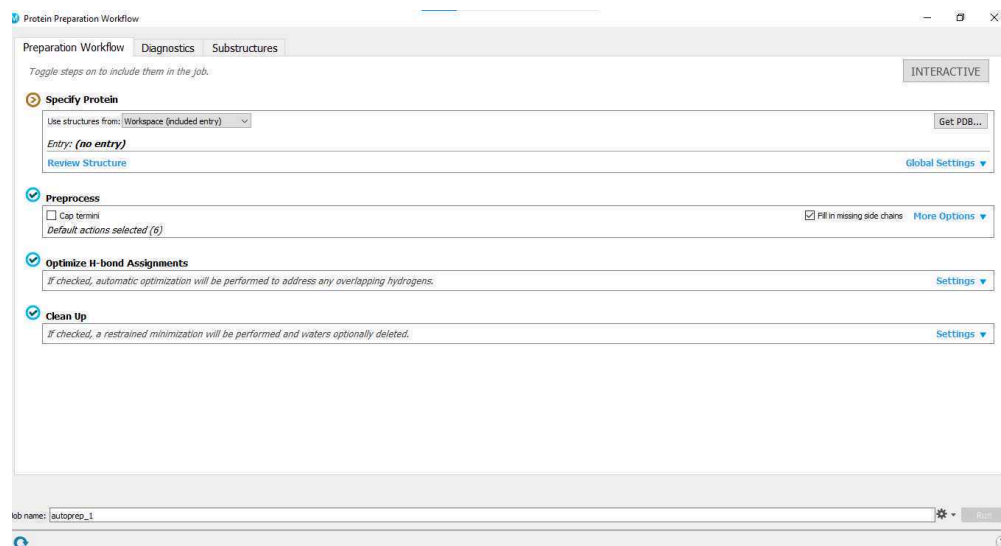 Protein Preparation Workflow
Preparation Workflow Diagnostics Substructures
Toggle steps on to include them in the job. INTERACTIVE
Specify Protein
Use structures from: Workspace (included entry) Get PDB...
Entry: (no entry)
Review Structure Global Settings
Preprocess
Cap termini Fill in missing side chains More Options
Default actions selected (6)
Optimize H-bond Assignments
If checked, automatic optimization will be performed to address any overlapping hydrogens. Settings
Clean Up
If checked, a restrained minimization will be performed and waters optionally deleted. Settings
Job name: autoprep_1 Run